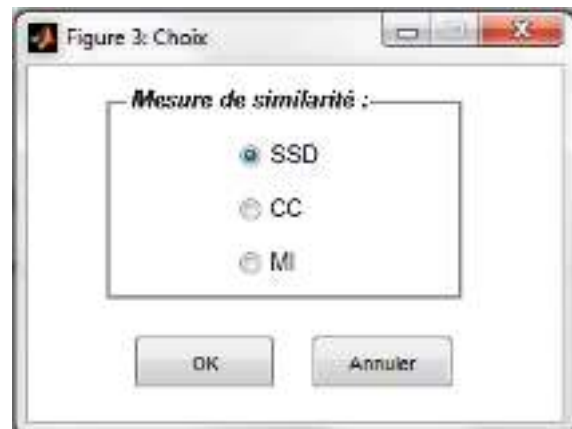 Figure 3: Choix
Mesure de similarité :
SSD
CC
MI
OK
Annuler